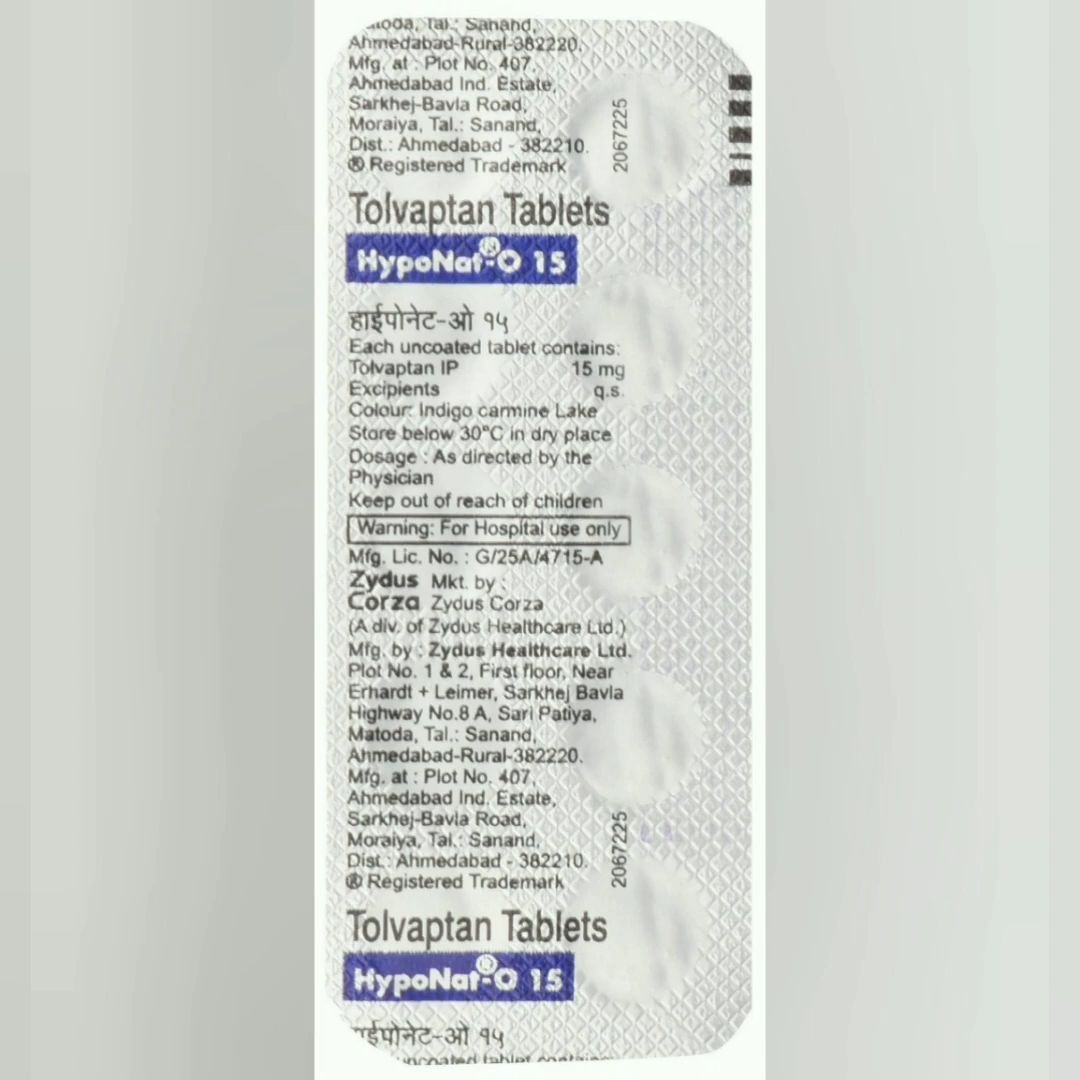 Tal.: Sanand,
Ahmedabad-Rural-382220.
Mfg. at : Plot No. 407,
Ahmedabad Ind. Estate,
Sarkhej-Bavla Road,
Moraiya, Tal.: Sanand,
Dist.: Ahmedabad - 382210.
® Registered Trademark
2067225
Tolvaptan Tablets
HypoNat®-O 15
हाईपोनेट-ओ १५
Each uncoated tablet contains:
Tolvaptan IP 15 mg
Excipients q.s.
Colour: Indigo carmine Lake
Store below 30°C in dry place
Dosage : As directed by the
Physician
Keep out of reach of children
Warning: For Hospital use only
Mfg. Lic. No. : G/25A/4715-A
Zydus Mkt. by :
Corza Zydus Corza
(A div. of Zydus Healthcare Ltd.)
Mfg. by : Zydus Healthcare Ltd.
Plot No. 1 & 2, First floor, Near
Erhardt + Leimer, Sarkhej Bavla
Highway No.8 A, Sari Patiya,
Matoda, Tal.: Sanand,
Ahmedabad-Rural-382220.
Mfg. at : Plot No. 407,
Ahmedabad Ind. Estate,
Sarkhej-Bavla Road,
Moraiya, Tal.: Sanand,
Dist.: Ahmedabad - 382210.
® Registered Trademark
2067225
Tolvaptan Tablets
HypoNat®-O 15
हाईपोनेट-ओ १५
uncoated tablet